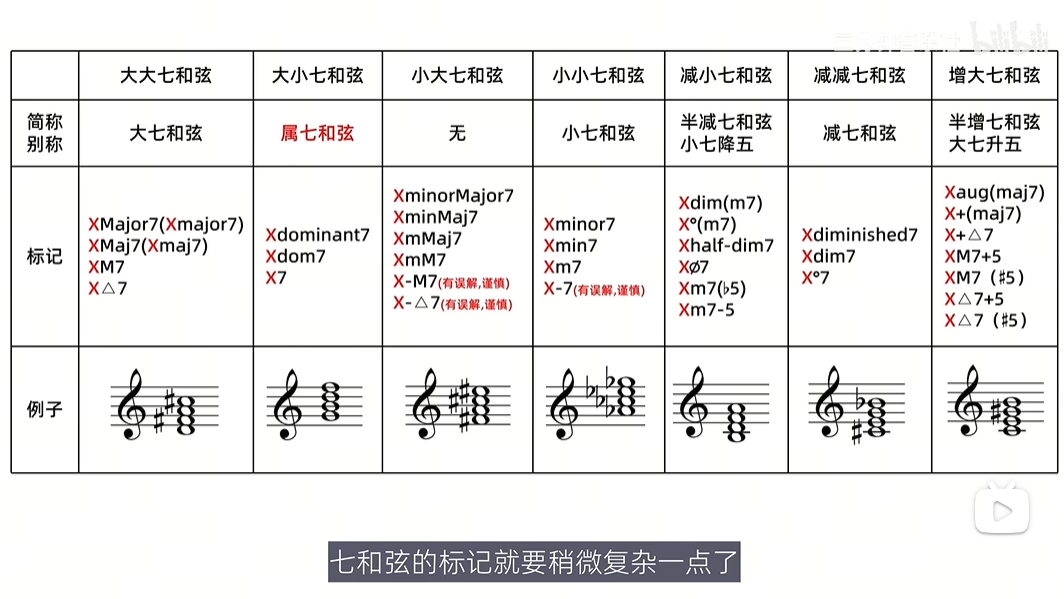 bilibili
大大七和弦 大小七和弦 小大七和弦 小小七和弦 减小七和弦 减减七和弦 增大七和弦
简称
别称
大七和弦 属七和弦 无 小七和弦
半减七和弦
小七降五
减七和弦
半增七和弦
大七升五
标记
XMajor7(Xmajor7)
XMaj7(Xmaj7)
XM7
X△7
Xdominant7
Xdom7
X7
XminorMajor7
XminMaj7
XmMaj7
XmM7
X-M7(有误解,谨慎)
X-△7(有误解,谨慎)
Xminor7
Xmin7
Xm7
X-7(有误解,谨慎)
Xdim(m7)
X°(m7)
Xhalf-dim7
Xø7
Xm7(♭5)
Xm7-5
Xdiminished7
Xdim7
X°7
Xaug(maj7)
X+(maj7)
X+△7
XM7+5
XM7（♯5）
X△7+5
X△7（♯5）
例子
七和弦的标记就要稍微复杂一点了